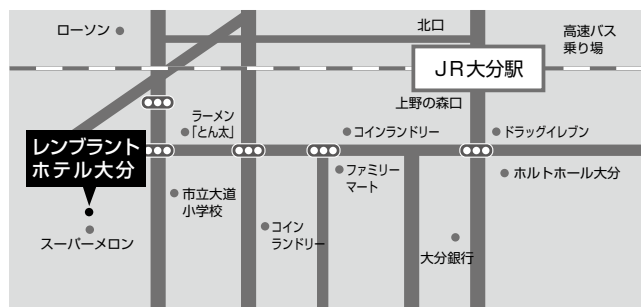 ローソン
北口
高速バス
乗り場
JR大分駅
上野の森口
ラーメン
「とん太」
コインランドリー
ドラッグイレブン
レンブラント
ホテル大分
ファミリー
マート
ホルトホール大分
市立大道
小学校
コイン
ランドリー
スーパーメロン
大分銀行